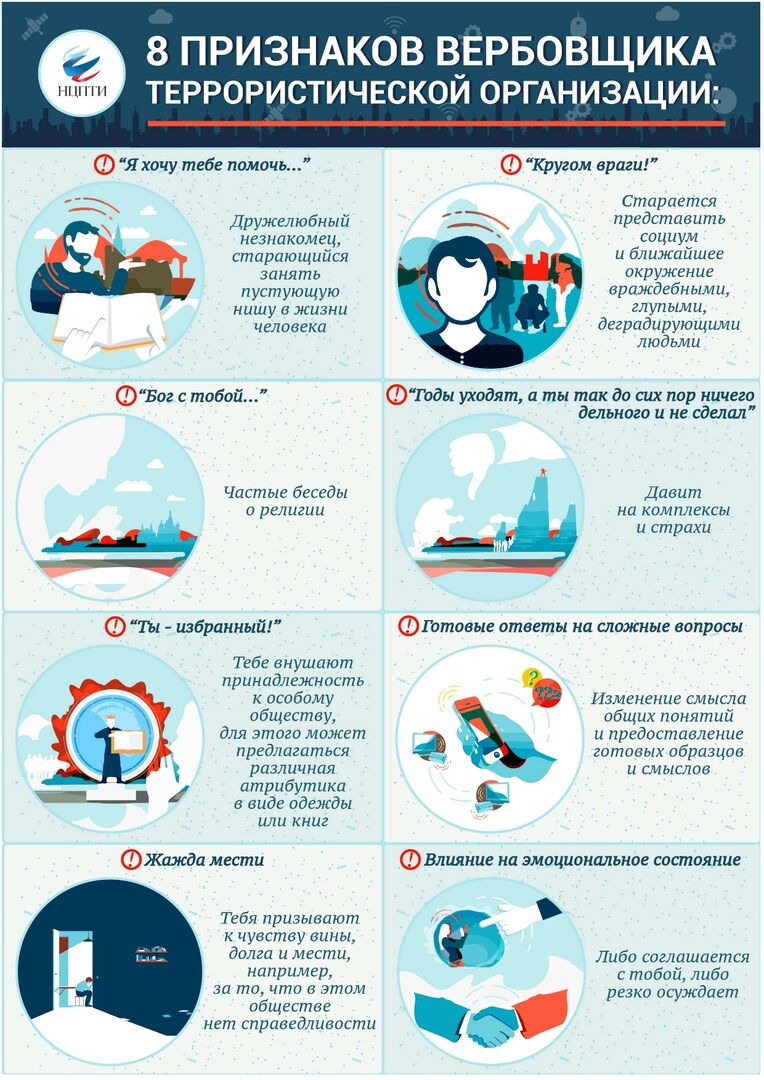 НЦПТИ
8 ПРИЗНАКОВ ВЕРБОВЩИКА
ТЕРРОРИСТИЧЕСКОЙ ОРГАНИЗАЦИИ:
! “Я хочу тебе помочь...”
Дружелюбный
незнакомец,
старающийся
занять
пустующую
нишу в жизни
человека
! “Кругом враги!”
Старается
представить
социум
и ближайшее
окружение
враждебными,
глупыми,
деградирующими
людьми
! “Бог с тобой...”
Частые беседы
о религии
! “Годы уходят, а ты так до сих пор ничего
дельного и не сделал”
Давит
на комплексы
и страхи
! “Ты - избранный!”
Тебе внушают
принадлежность
к особому
обществу,
для этого может
предлагаться
различная
атрибутика
в виде одежды
или книг
! Готовые ответы на сложные вопросы
?
???
Изменение смысла
общих понятий
и предоставление
готовых образцов
и смыслов
! Жажда мести
Тебя призывают
к чувству вины,
долга и мести,
например,
за то, что в этом
обществе
нет справедливости
! Влияние на эмоциональное состояние
Либо соглашается
с тобой, либо
резко осуждает